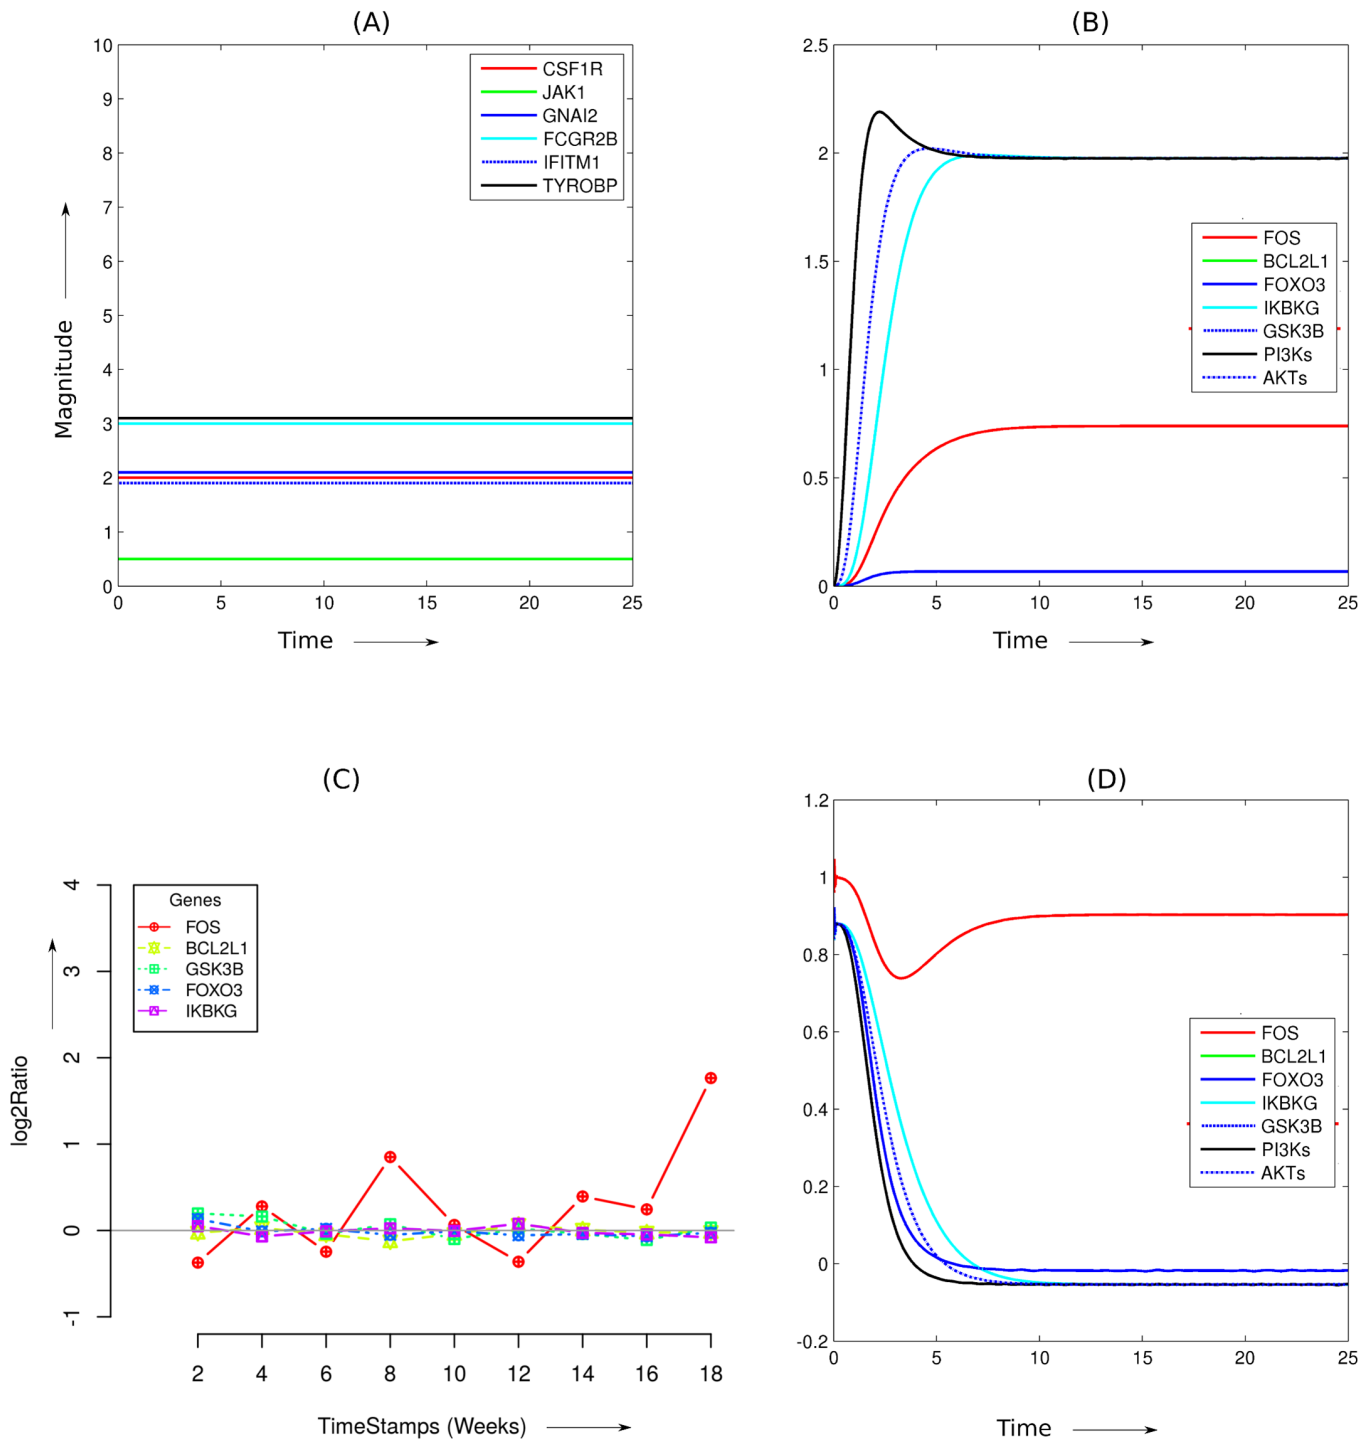 (A)
10
9
8
7
6
5
4
3
2
1
0
0 5 10 15 20 25
Magnitude
Time
CSF1R
JAK1
GNAI2
FCGR2B
IFITM1
TYROBP
(B)
2.5
2
1.5
1
0.5
0
0 5 10 15 20 25
Time
FOS
BCL2L1
FOXO3
IKBKG
GSK3B
PI3Ks
AKTs
(C)
4
3
2
1
0
-1
log2Ratio
Genes
FOS
BCL2L1
GSK3B
FOXO3
IKBKG
2 4 6 8 10 12 14 16 18
TimeStamps (Weeks)
(D)
1.2
1
0.8
0.6
0.4
0.2
0
-0.2
0 5 10 15 20 25
Time
FOS
BCL2L1
FOXO3
IKBKG
GSK3B
PI3Ks
AKTs